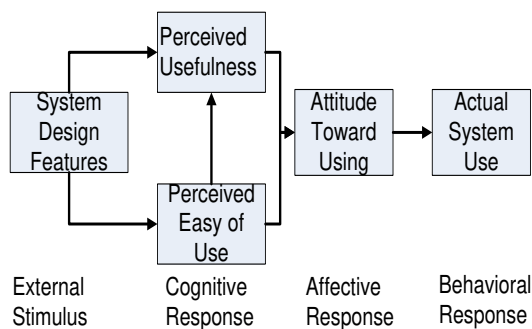 Perceived
Usefulness
System
Design
Features
Attitude
Toward
Using
Actual
System
Use
Perceived
Easy of
Use
External
Stimulus
Cognitive
Response
Affective
Response
Behavioral
Response